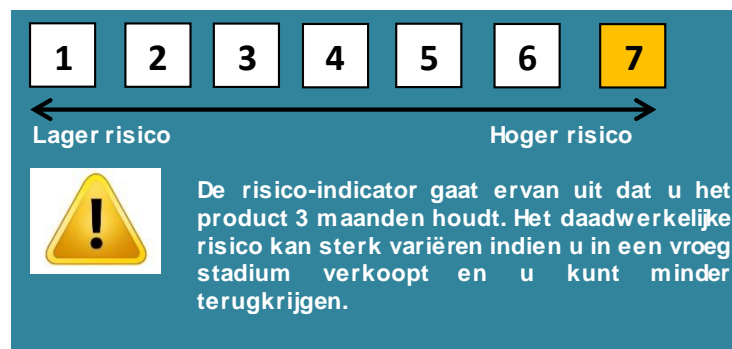 1 2 3 4 5 6 7
Lager risico Hoger risico
De risico-indicator gaat ervan uit dat u het
product 3 maanden houdt. Het daadwerkelijke
risico kan sterk variëren indien u in een vroeg
stadium verkoopt en u kunt minder
terugkrijgen.